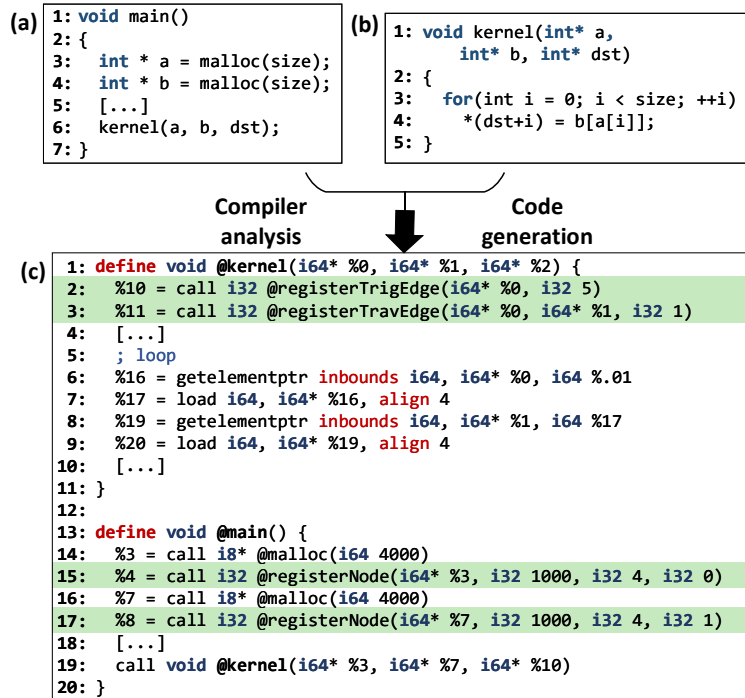 (a)
1: void main()
2: {
3: int * a = malloc(size);
4: int * b = malloc(size);
5: [...]
6: kernel(a, b, dst);
7: }
(b)
1: void kernel(int* a,
int* b, int* dst)
2: {
3: for(int i = 0; i < size; ++i)
4: *(dst+i) = b[a[i]];
5: }
Compiler analysis
Code generation
(c)
1: define void @kernel(i64* %0, i64* %1, i64* %2) {
2: %10 = call i32 @registerTrigEdge(i64* %0, i32 5)
3: %11 = call i32 @registerTravEdge(i64* %0, i64* %1, i32 1)
4: [...]
5: ; loop
6: %16 = getelementptr inbounds i64, i64* %0, i64 %.01
7: %17 = load i64, i64* %16, align 4
8: %19 = getelementptr inbounds i64, i64* %1, i64 %17
9: %20 = load i64, i64* %19, align 4
10: [...]
11: }
12:
13: define void @main() {
14: %3 = call i8* @malloc(i64 4000)
15: %4 = call i32 @registerNode(i64* %3, i32 1000, i32 4, i32 0)
16: %7 = call i8* @malloc(i64 4000)
17: %8 = call i32 @registerNode(i64* %7, i32 1000, i32 4, i32 1)
18: [...]
19: call void @kernel(i64* %3, i64* %7, i64* %10)
20: }